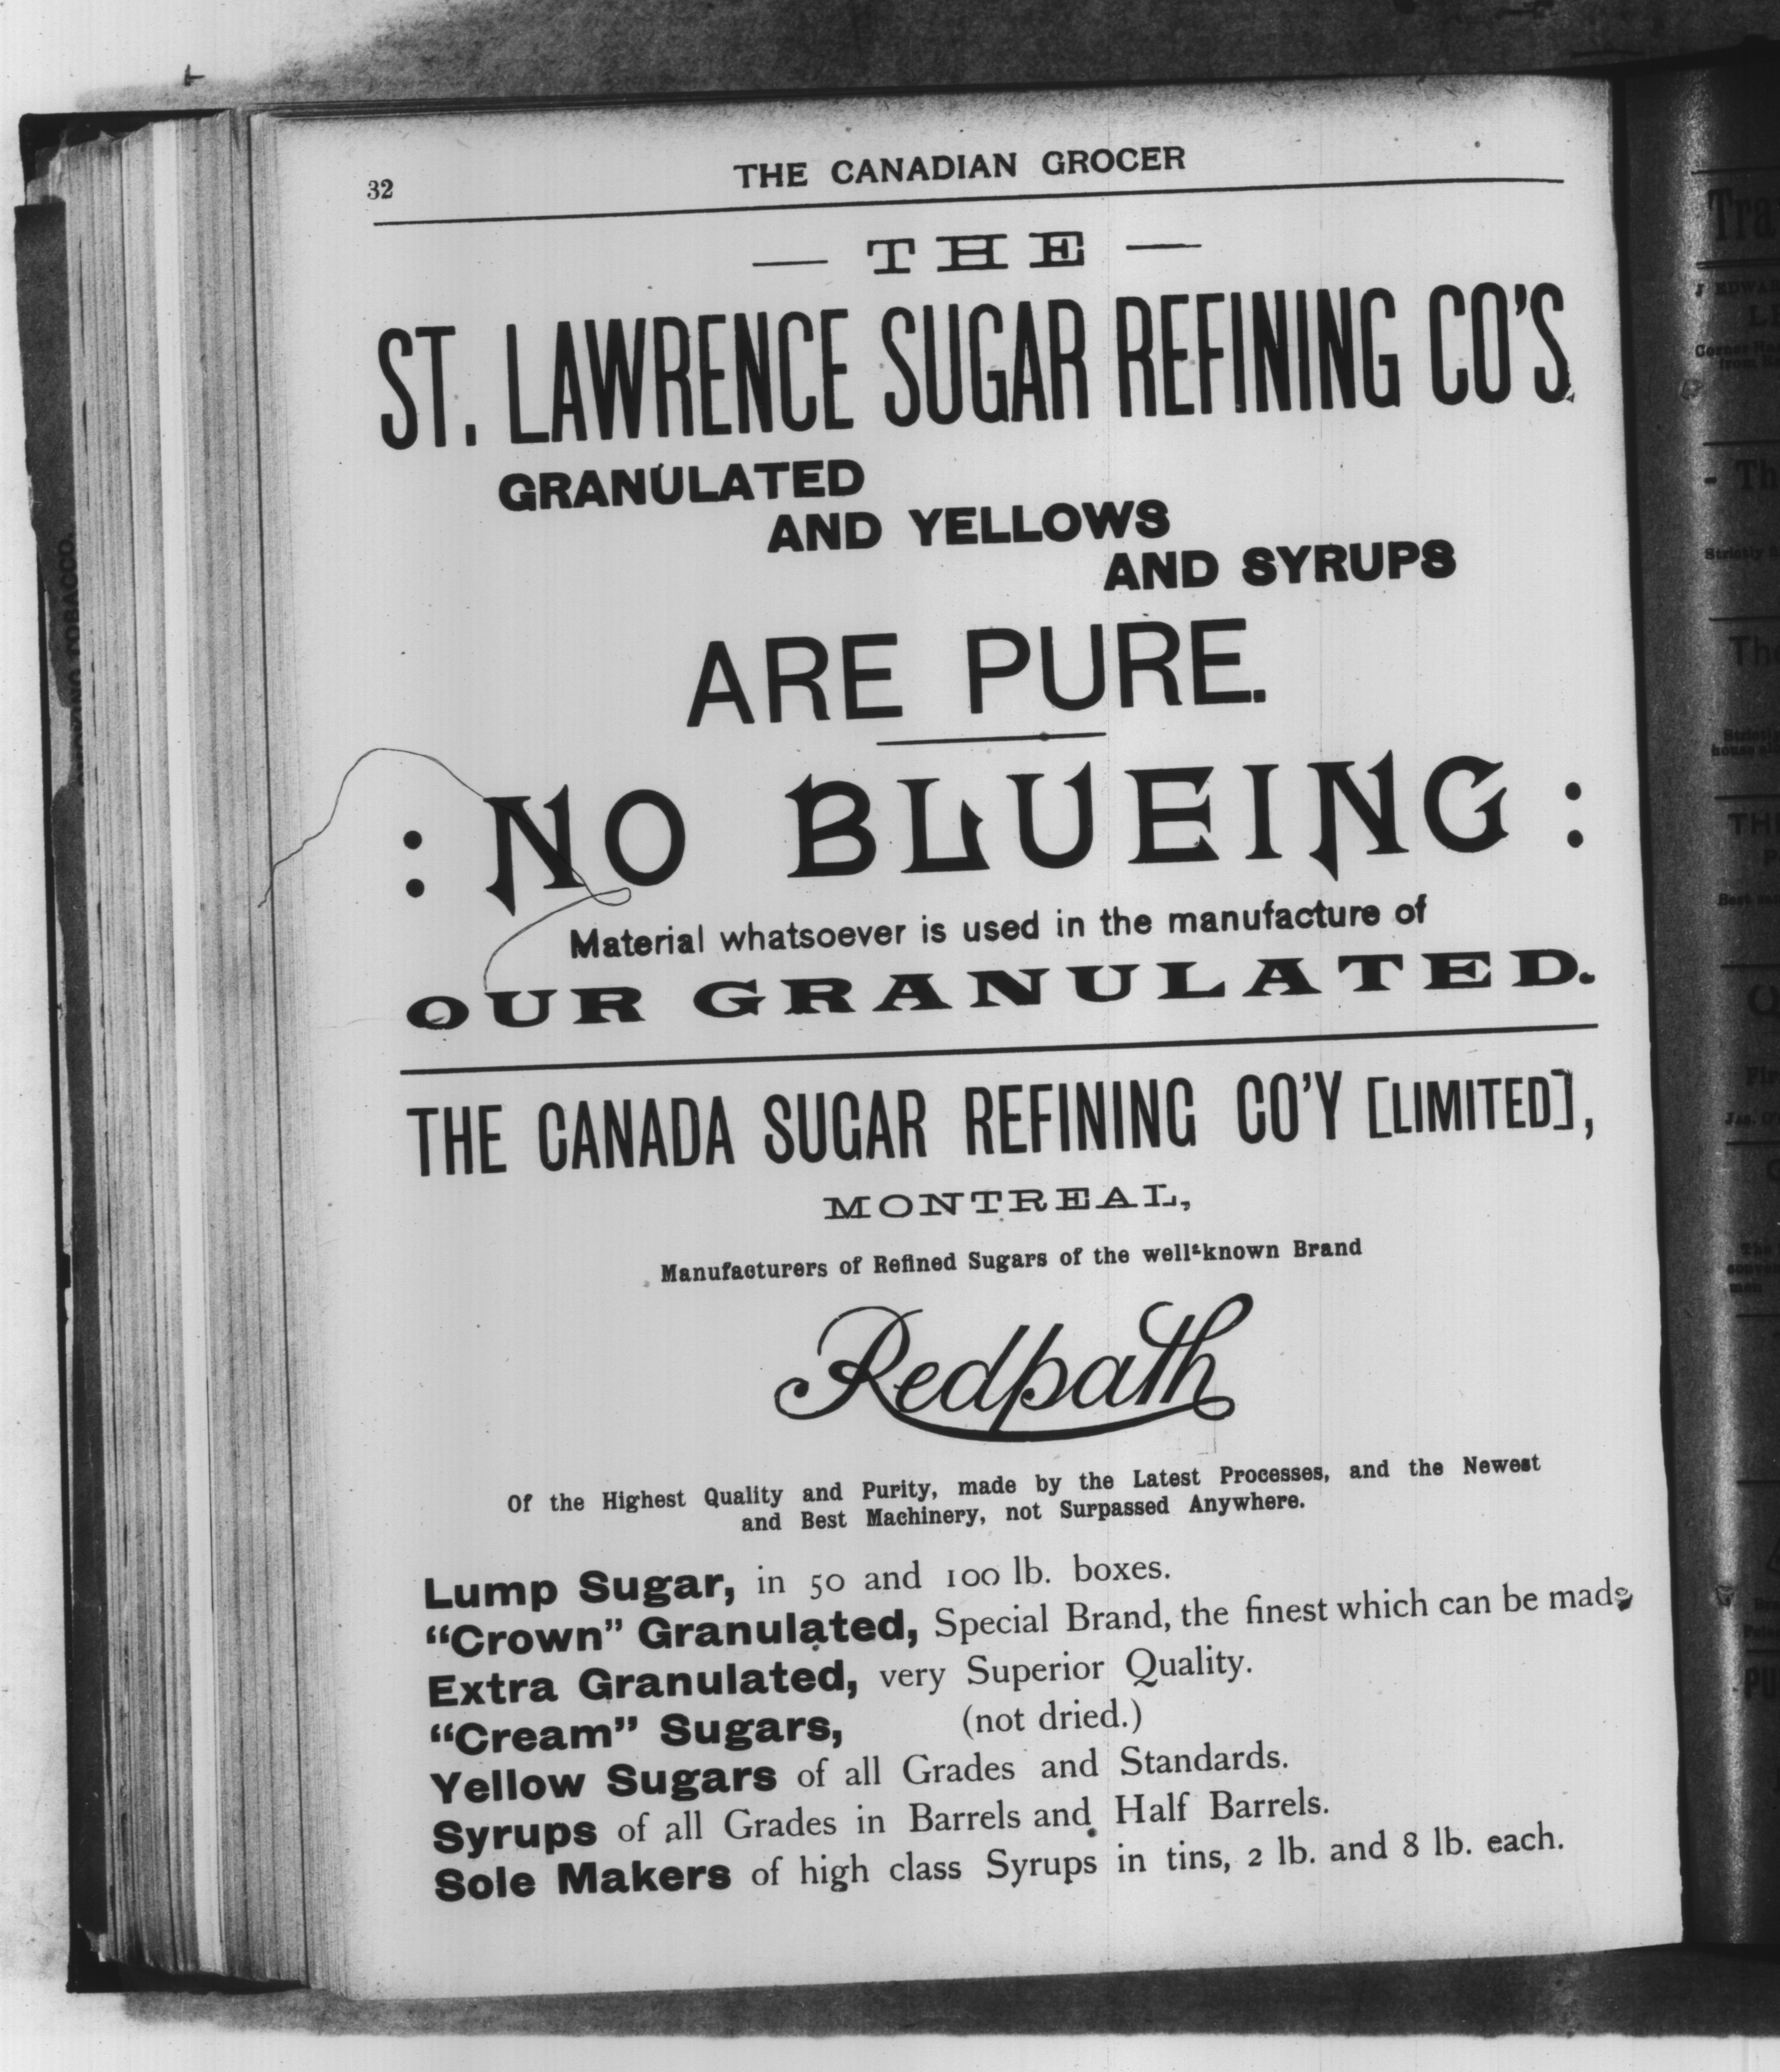 32
THE CANADIAN GROCER
— THE —
ST. LAWRENCE SUGAR REFINING CO'S.
GRANULATED
AND YELLOWS
AND SYRUPS
ARE PURE.
: NO BLUEING :
Material whatsoever is used in the manufacture of
OUR GRANULATED.
THE CANADA SUGAR REFINING CO'Y [LIMITED],
MONTREAL,
Manufacturers of Refined Sugars of the well-known Brand
Redpath
Of the Highest Quality and Purity, made by the Latest Processes, and the Newest
and Best Machinery, not Surpassed Anywhere.
Lump Sugar, in 50 and 100 lb. boxes.
"Crown" Granulated, Special Brand, the finest which can be made
Extra Granulated, very Superior Quality.
"Cream" Sugars, (not dried.)
Yellow Sugars of all Grades and Standards.
Syrups of all Grades in Barrels and Half Barrels.
Sole Makers of high class Syrups in tins, 2 lb. and 8 lb. each.